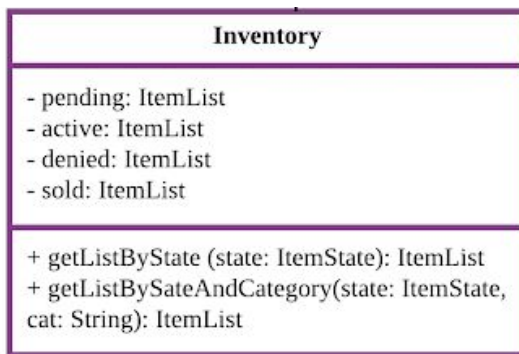 Inventory
- pending: ItemList
- active: ItemList
- denied: ItemList
- sold: ItemList
+ getListByState (state: ItemState): ItemList
+ getListBySateAndCategory(state: ItemState,
cat: String): ItemList